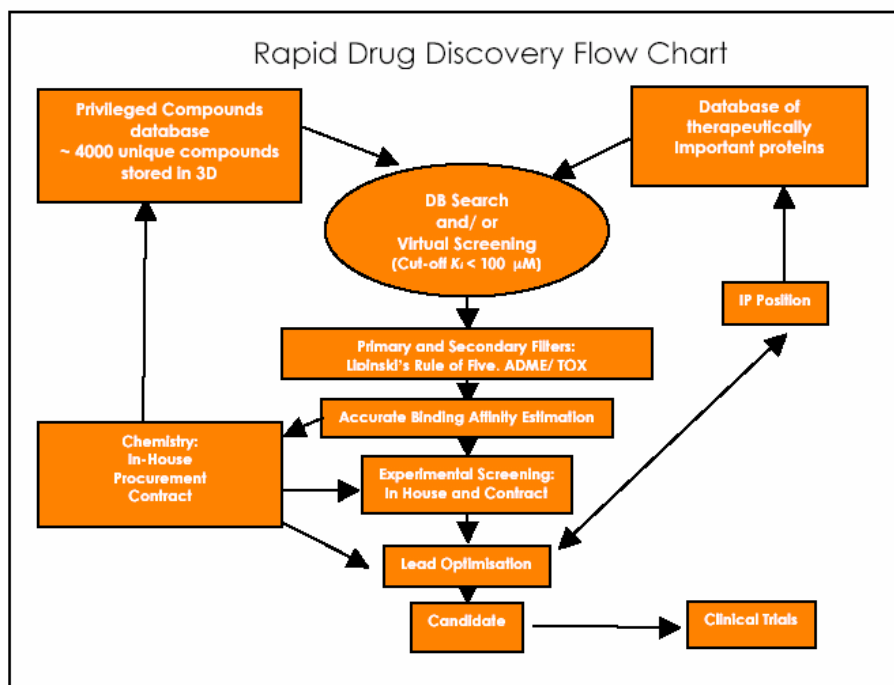 Rapid Drug Discovery Flow Chart
Privileged Compounds
database
~ 4000 unique compounds
stored in 3D
Database of
therapeutically
important proteins
DB Search
and/ or
Virtual Screening
(Cut-off Ki < 100 μM)
IP Position
Primary and Secondary Filters:
Lipinski's Rule of Five. ADME/ TOX
Accurate Binding Affinity Estimation
Chemistry:
In-House
Procurement
Contract
Experimental Screening:
In House and Contract
Lead Optimisation
Candidate
Clinical Trials